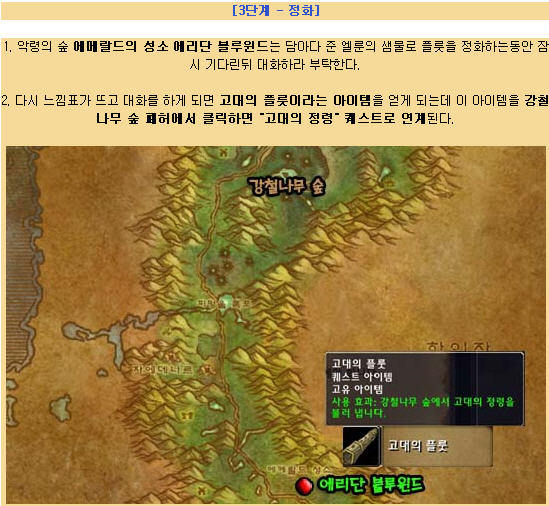 [3단계 - 정화]
1. 악령의 숲 에메랄드의 성소 에리단 블루윈드는 담아다 준 엘룬의 샘물로 플룻을 정화하는동안 잠
시 기다린뒤 대화하라 부탁한다.
2. 다시 느낌표가 뜨고 대화를 하게 되면 고대의 플룻이라는 아이템을 얻게 되는데 이 아이템을 강철
나무 숲 폐허에서 클릭하면 "고대의 정령" 퀘스트로 연계된다.
강철나무 숲
자에데나르
고대의 플룻
퀘스트 아이템
고유 아이템
사용 효과: 강철나무 숲에서 고대의 정령을
불러 냅니다.
고대의 플룻
에메랄드 성소
에리단 블루윈드